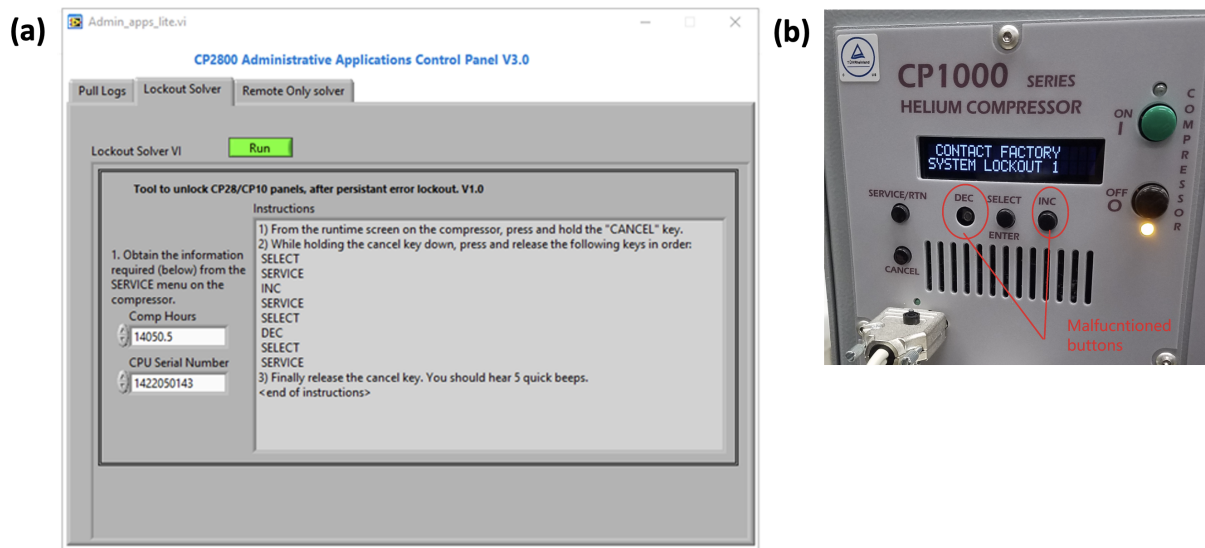 (a)
Admin_apps_lite.vi
CP2800 Administrative Applications Control Panel V3.0
Pull Logs
Lockout Solver
Remote Only solver
Lockout Solver VI
Run
Tool to unlock CP28/CP10 panels, after persistant error lockout. V1.0
1. Obtain the information
required (below) from the
SERVICE menu on the
compressor.
Comp Hours
14050.5
CPU Serial Number
1422050143
Instructions
1) From the runtime screen on the compressor, press and hold the "CANCEL" key.
2) While holding the cancel key down, press and release the following keys in order:
SELECT
SERVICE
INC
SERVICE
SELECT
DEC
SELECT
SERVICE
3) Finally release the cancel key. You should hear 5 quick beeps.
<end of instructions>
(b)
CP1000 SERIES
HELIUM COMPRESSOR
CONTACT FACTORY
SYSTEM LOCKOUT 1
ON
I
OFF
O
COMPRESSOR
SERVICE/RTN
DEC
SELECT
INC
ENTER
CANCEL
Malfucntioned
buttons